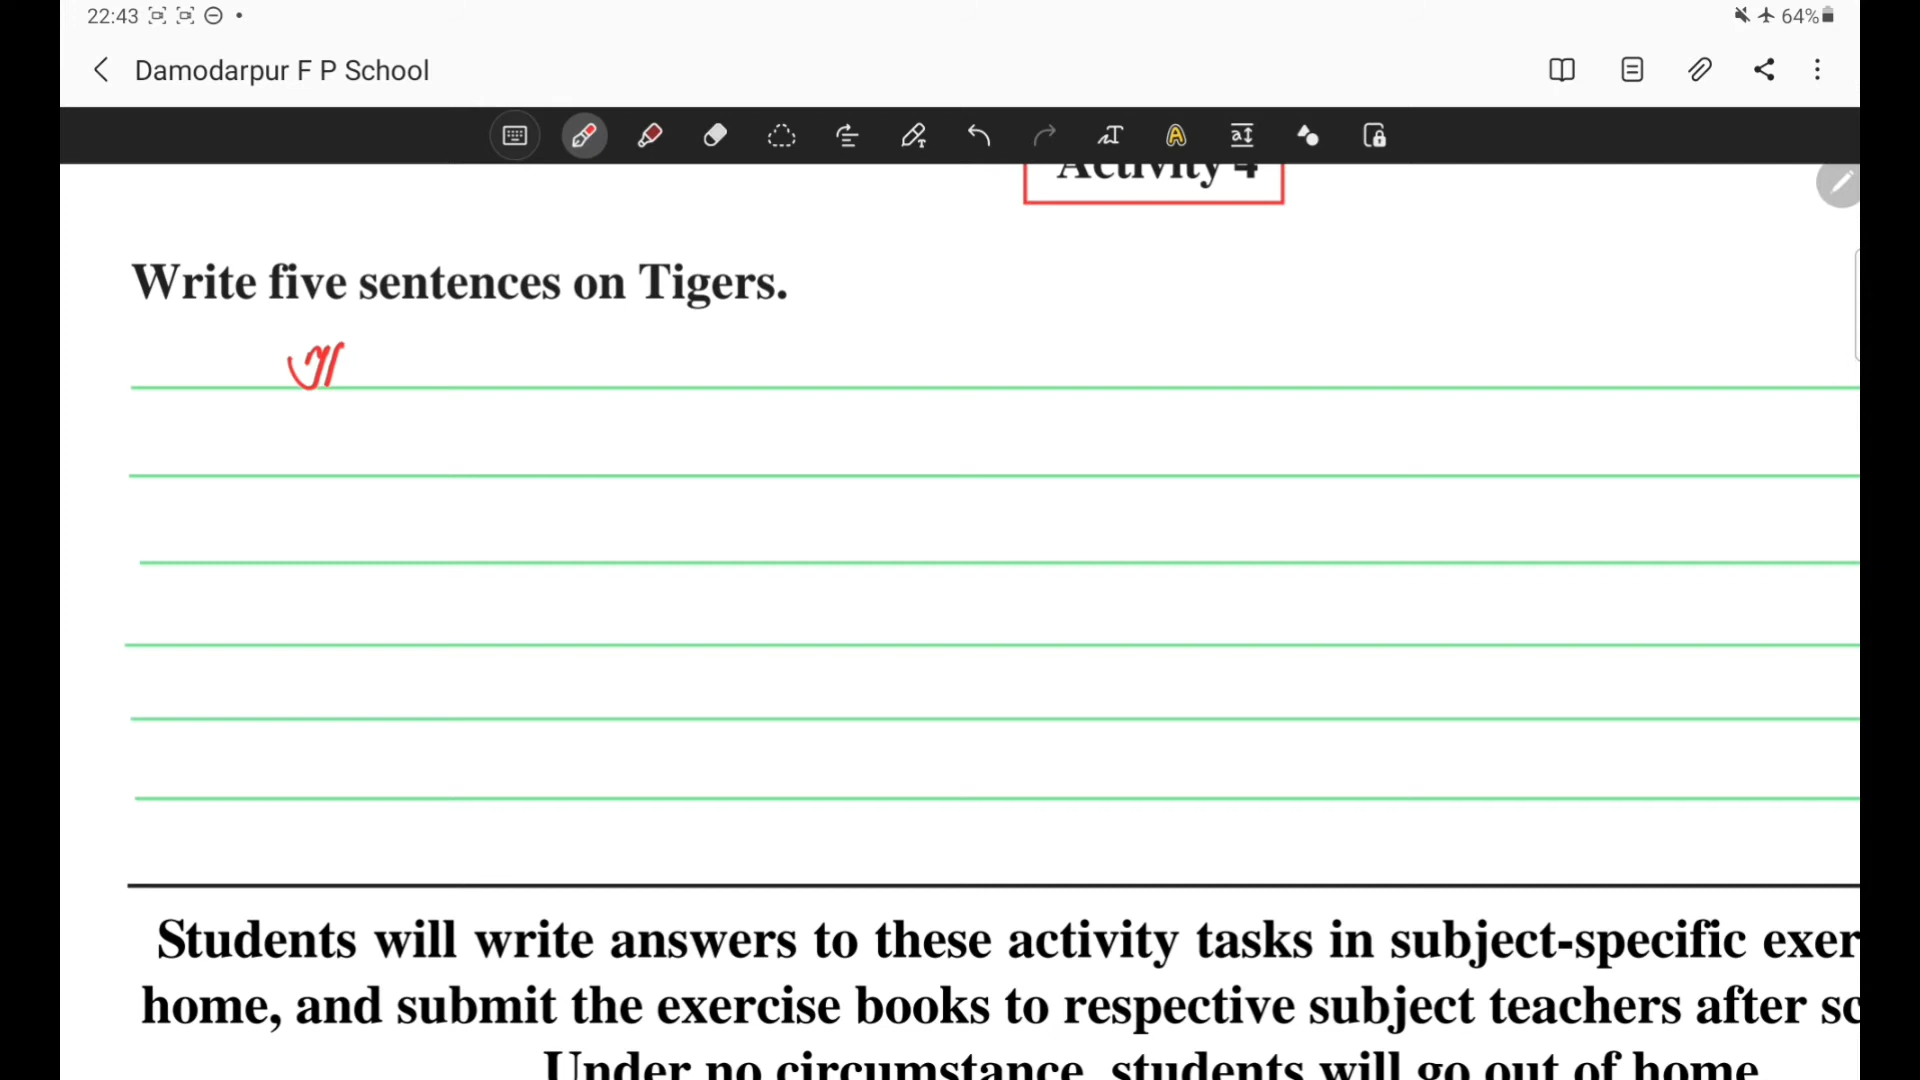 22:43
64%
Damodarpur F P School
Activity 4
Write five sentences on Tigers.
Students will write answers to these activity tasks in subject-specific exer
home, and submit the exercise books to respective subject teachers after sc
Under no circumstance, students will go out of home